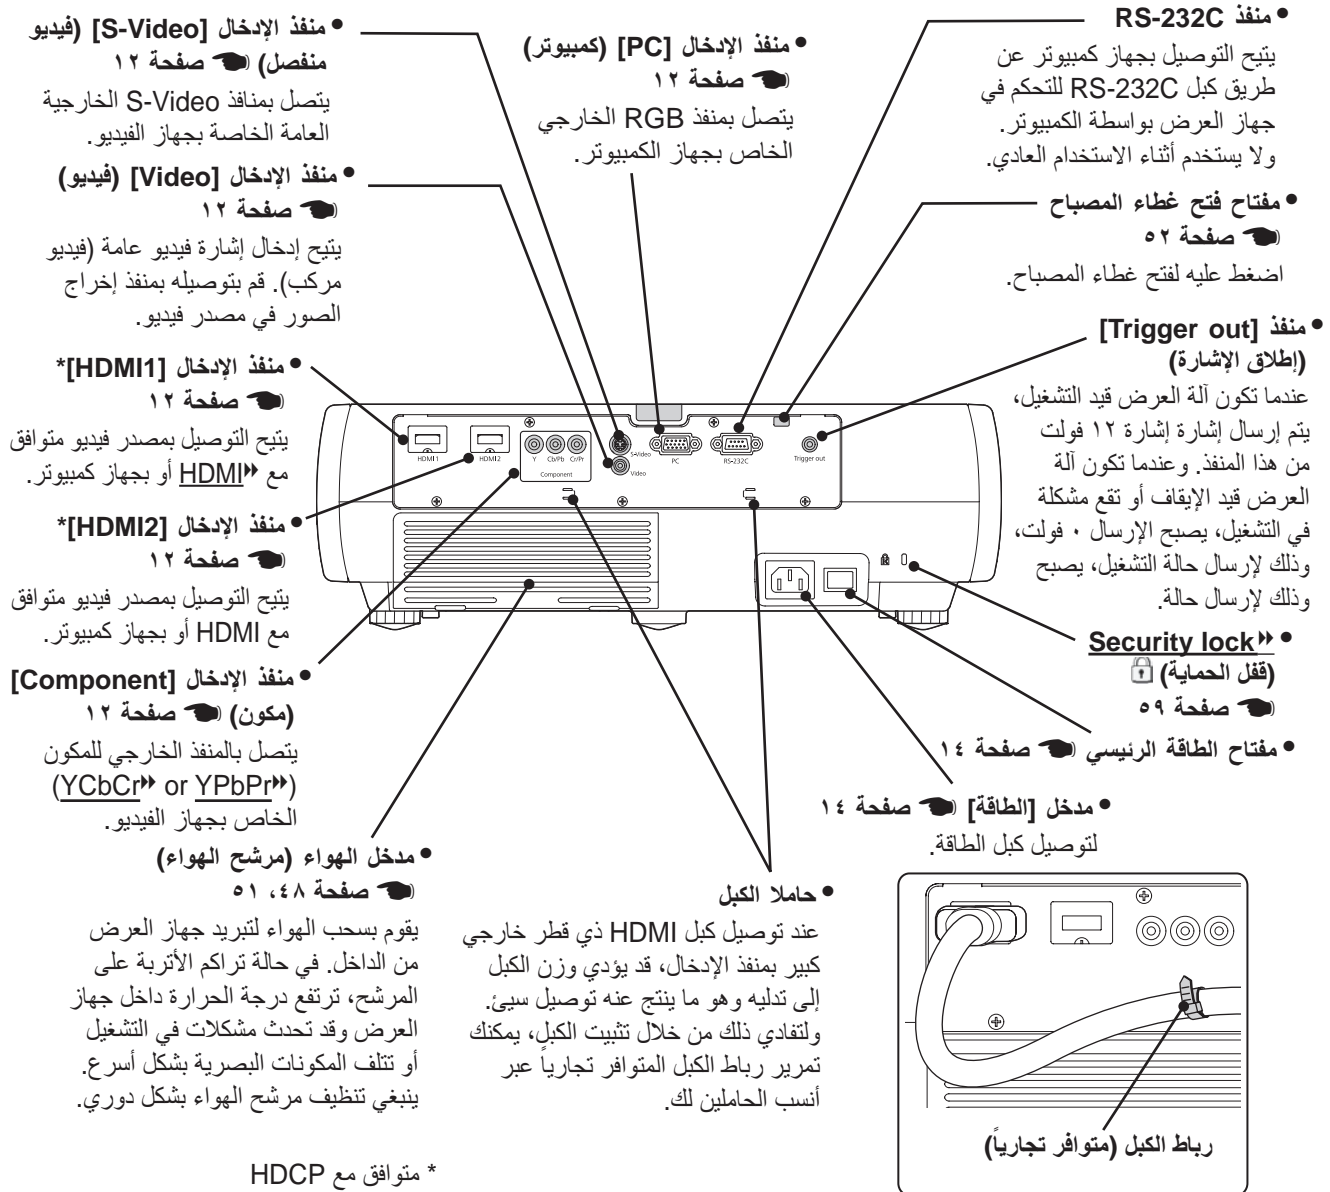 • منفذ RS-232C
يتيح التوصيل بجهاز كمبيوتر عن
طريق كبل RS-232C للتحكم في
جهاز العرض بواسطة الكمبيوتر.
ولا يستخدم أثناء الاستخدام العادي.
• مفتاح فتح غطاء المصباح
☚ صفحة ٥٢
اضغط عليه لفتح غطاء المصباح.
• منفذ [Trigger out]
(إطلاق الإشارة)
عندما تكون آلة العرض قيد التشغيل،
يتم إرسال إشارة إشارة ١٢ فولت
من هذا المنفذ. وعندما تكون آلة
العرض قيد الإيقاف أو تقع مشكلة
في التشغيل، يصبح الإرسال ٠ فولت،
وذلك لإرسال حالة التشغيل، يصبح
وذلك لإرسال حالة.
• Security lock
(قفل الحماية)
☚ صفحة ٥٩
• مفتاح الطاقة الرئيسي ☚ صفحة ١٤
• مدخل [الطاقة] ☚ صفحة ١٤
لتوصيل كبل الطاقة.
• منفذ الإدخال [PC] (كمبيوتر)
☚ صفحة ١٢
يتصل بمنفذ RGB الخارجي
الخاص بجهاز الكمبيوتر.
• منفذ الإدخال [S-Video] (فيديو
منفصل) ☚ صفحة ١٢
يتصل بمنافذ S-Video الخارجية
العامة الخاصة بجهاز الفيديو.
• منفذ الإدخال [Video] (فيديو)
☚ صفحة ١٢
يتيح إدخال إشارة فيديو عامة (فيديو
مركب). قم بتوصيله بمنفذ إخراج
الصور في مصدر فيديو.
• منفذ الإدخال [HDMI1]*
☚ صفحة ١٢
يتيح التوصيل بمصدر فيديو متوافق
مع HDMI أو بجهاز كمبيوتر.
• منفذ الإدخال [HDMI2]*
☚ صفحة ١٢
يتيح التوصيل بمصدر فيديو متوافق
مع HDMI أو بجهاز كمبيوتر.
• منفذ الإدخال [Component]
(مكون) ☚ صفحة ١٢
يتصل بالمنفذ الخارجي للمكون
(YCbCr or YPbPr)
الخاص بجهاز الفيديو.
• مدخل الهواء (مرشح الهواء)
☚ صفحة ٤٨، ٥١
يقوم بسحب الهواء لتبريد جهاز العرض
من الداخل. في حالة تراكم الأتربة على
المرشح، ترتفع درجة الحرارة داخل جهاز
العرض وقد تحدث مشكلات في التشغيل
أو تتلف المكونات البصرية بشكل أسرع.
ينبغي تنظيف مرشح الهواء بشكل دوري.
• حاملا الكبل
عند توصيل كبل HDMI ذي قطر خارجي
كبير بمنفذ الإدخال، قد يؤدي وزن الكبل
إلى تدليه وهو ما ينتج عنه توصيل سيئ.
ولتفادي ذلك من خلال تثبيت الكبل، يمكنك
تمرير رباط الكبل المتوافر تجارياً عبر
أنسب الحاملين لك.
HDMI1
HDMI2
Y Cb/Pb Cr/Pr
Component
S-Video
Video
PC
RS-232C
Trigger out
رباط الكبل (متوافر تجارياً)
* متوافق مع HDCP